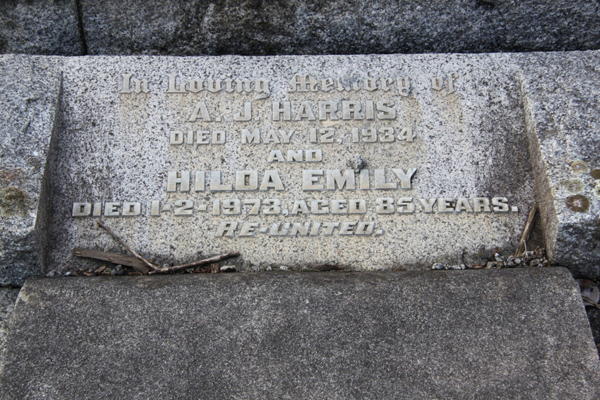 In Loving Memory of
A. J. HARRIS
DIED MAY, 12, 1934
AND
HILDA EMILY
DIED 1-2-1973, AGED 85 YEARS.
RE-UNITED.